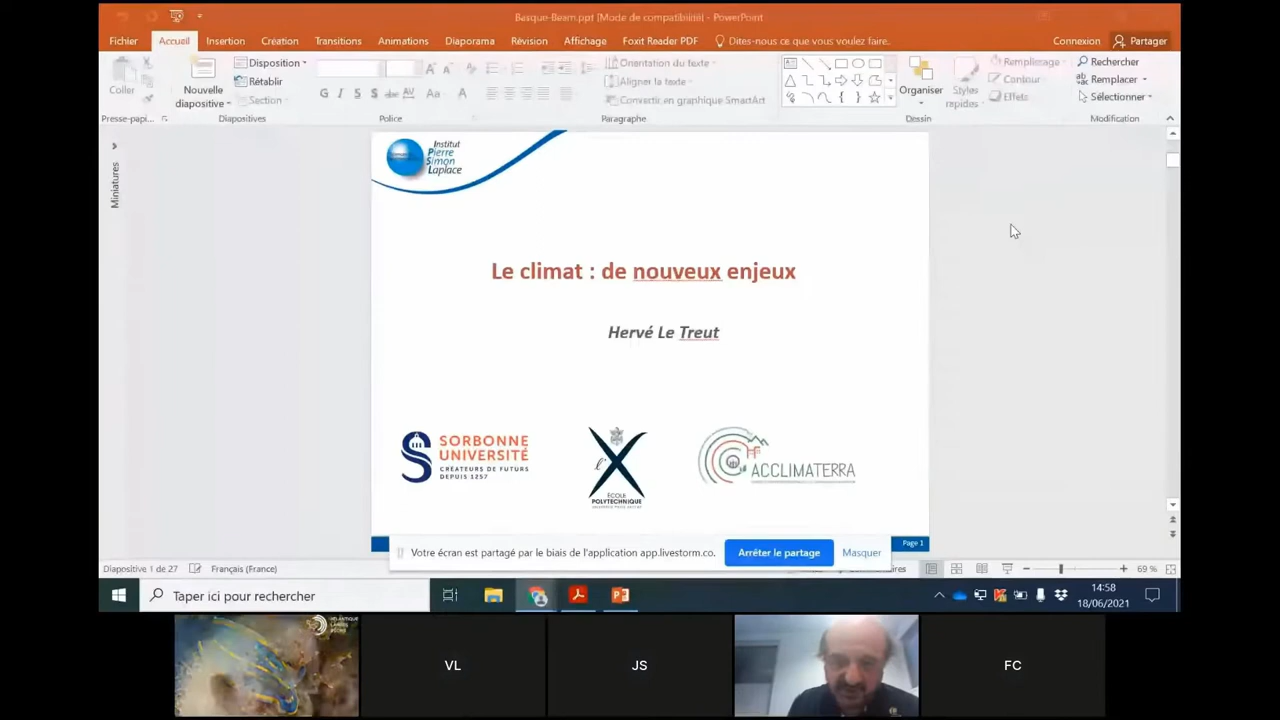 Basque-Beam.ppt [Mode de compatibilité] - PowerPoint
Fichier Accueil Insertion Création Transitions Animations Diaporama Révision Affichage Foxit Reader PDF Dites-nous ce que vous voulez faire. Connexion Partager
Coller
Nouvelle diapositive
Disposition
Rétablir
Section
G I S S abc AV Aa A
Orientation du texte
Aligner le texte
Convertir en graphique SmartArt
Organiser
Styles rapides
Remplissage
Contour
Effets
Rechercher
Remplacer
Sélectionner
Presse-papi... Diapositives Police Paragraphe Dessin Modification
Miniatures
Institut
Pierre
Simon
Laplace
Le climat : de nouveux enjeux
Hervé Le Treut
SORBONNE
UNIVERSITÉ
CRÉATEURS DE FUTURS
DEPUIS 1257
l'X
ÉCOLE
POLYTECHNIQUE
ACCLIMATERRA
Page 1
Votre écran est partagé par le biais de l'application app.livestorm.co.
Arrêter le partage
Masquer
Diapositive 1 de 27 Français (France) 69 %
Taper ici pour rechercher
14:58
18/06/2021
VL
JS
FC